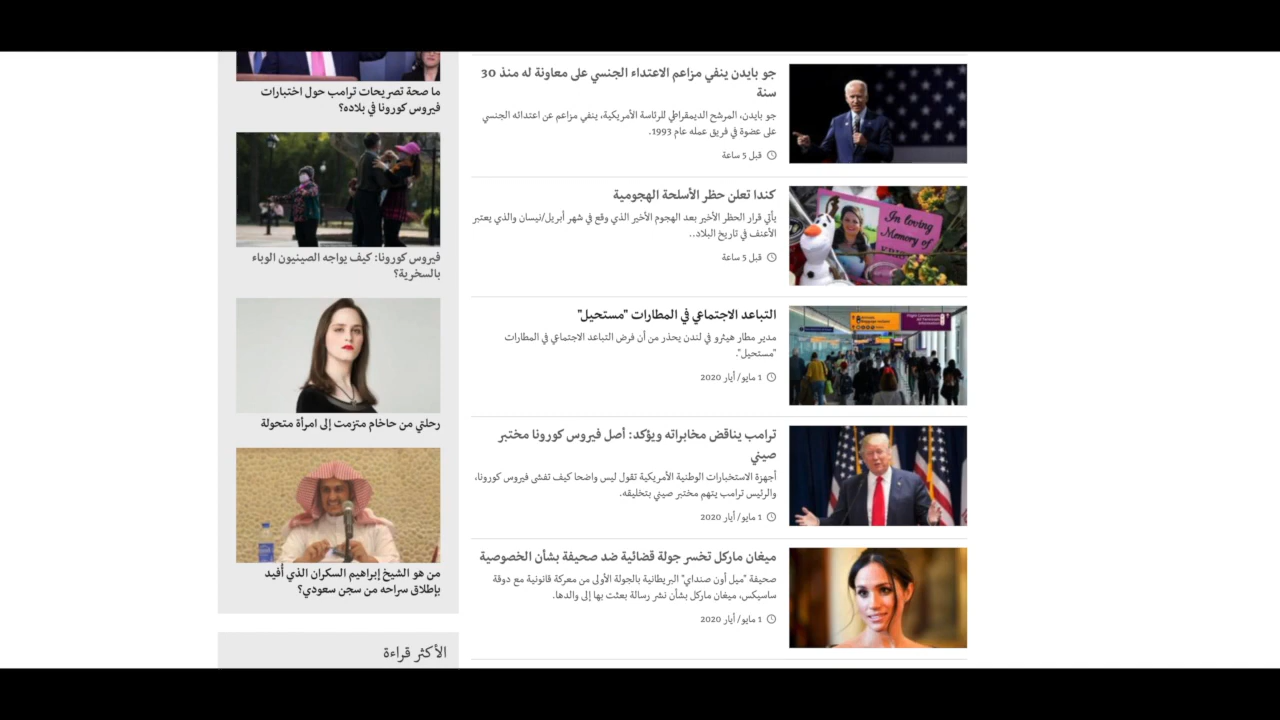 جو بايدن ينفي مزاعم الاعتداء الجنسي على معاونة له منذ 30
سنة
جو بايدن، المرشح الديمقراطي للرئاسة الأمريكية، ينفي مزاعم عن اعتدائه الجنسي
على عضوة في فريق عمله عام 1993.
قبل 5 ساعة
كندا تعلن حظر الأسلحة الهجومية
يأتي قرار الحظر الأخير بعد الهجوم الأخير الذي وقع في شهر أبريل/نيسان والذي يعتبر
الأعنف في تاريخ البلاد..
قبل 5 ساعة
In loving
Memory of
التباعد الاجتماعي في المطارات "مستحيل"
مدير مطار هيثرو في لندن يحذر من أن فرض التباعد الاجتماعي في المطارات
"مستحيل".
1 مايو/ أيار 2020
ترامب يناقض مخابراته ويؤكد: أصل فيروس كورونا مختبر
صيني
أجهزة الاستخبارات الوطنية الأمريكية تقول ليس واضحا كيف تفشى فيروس كورونا،
والرئيس ترامب يتهم مختبر صيني بتخليقه.
1 مايو/ أيار 2020
ميغان ماركل تخسر جولة قضائية ضد صحيفة بشأن الخصوصية
صحيفة "ميل أون صنداي" البريطانية بالجولة الأولى من معركة قانونية مع دوقة
ساسيكس، ميغان ماركل بشأن نشر رسالة بعثت بها إلى والدها.
1 مايو/ أيار 2020
ما صحة تصريحات ترامب حول اختبارات
فيروس كورونا في بلاده؟
فيروس كورونا: كيف يواجه الصينيون الوباء
بالسخرية؟
رحلتي من حاخام متزمت إلى امرأة متحولة
من هو الشيخ إبراهيم السكران الذي أُفيد
بإطلاق سراحه من سجن سعودي؟
الأكثر قراءة